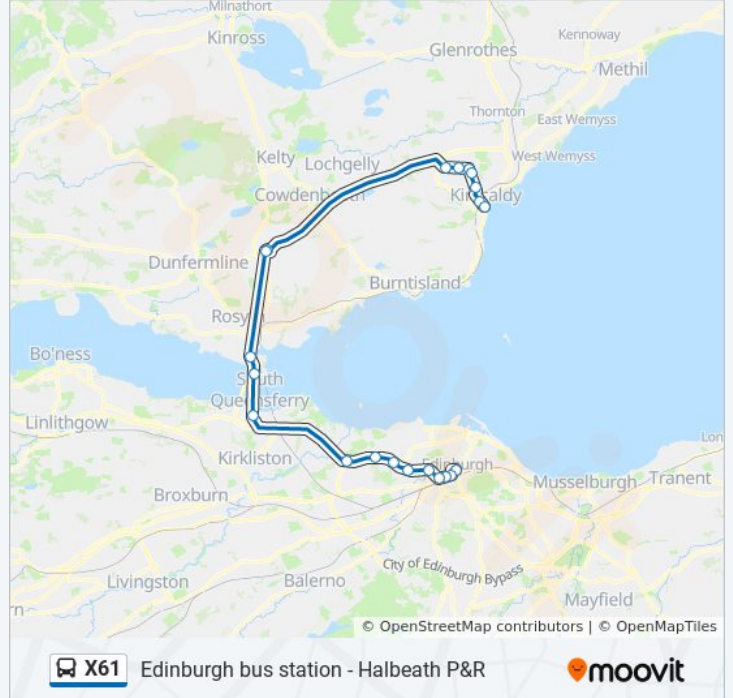 Milnathort
Kinross
Kennoway
Glenrothes
Methil
Thornton
East Wemyss
Kelty
Lochgelly
West Wemyss
Cowdenbeath
Kirkcaldy
Dunfermline
Burntisland
Rosyth
Bo'ness
South
Queensferry
Linlithgow
Lon
Kirkliston
Edinburgh
Musselburgh
Tranent
Broxburn
City of Edinburgh Bypass
Livingston
Balerno
Mayfield
rn
© OpenStreetMap contributors | © OpenMapTiles
X61
Edinburgh bus station - Halbeath P&R
moovit